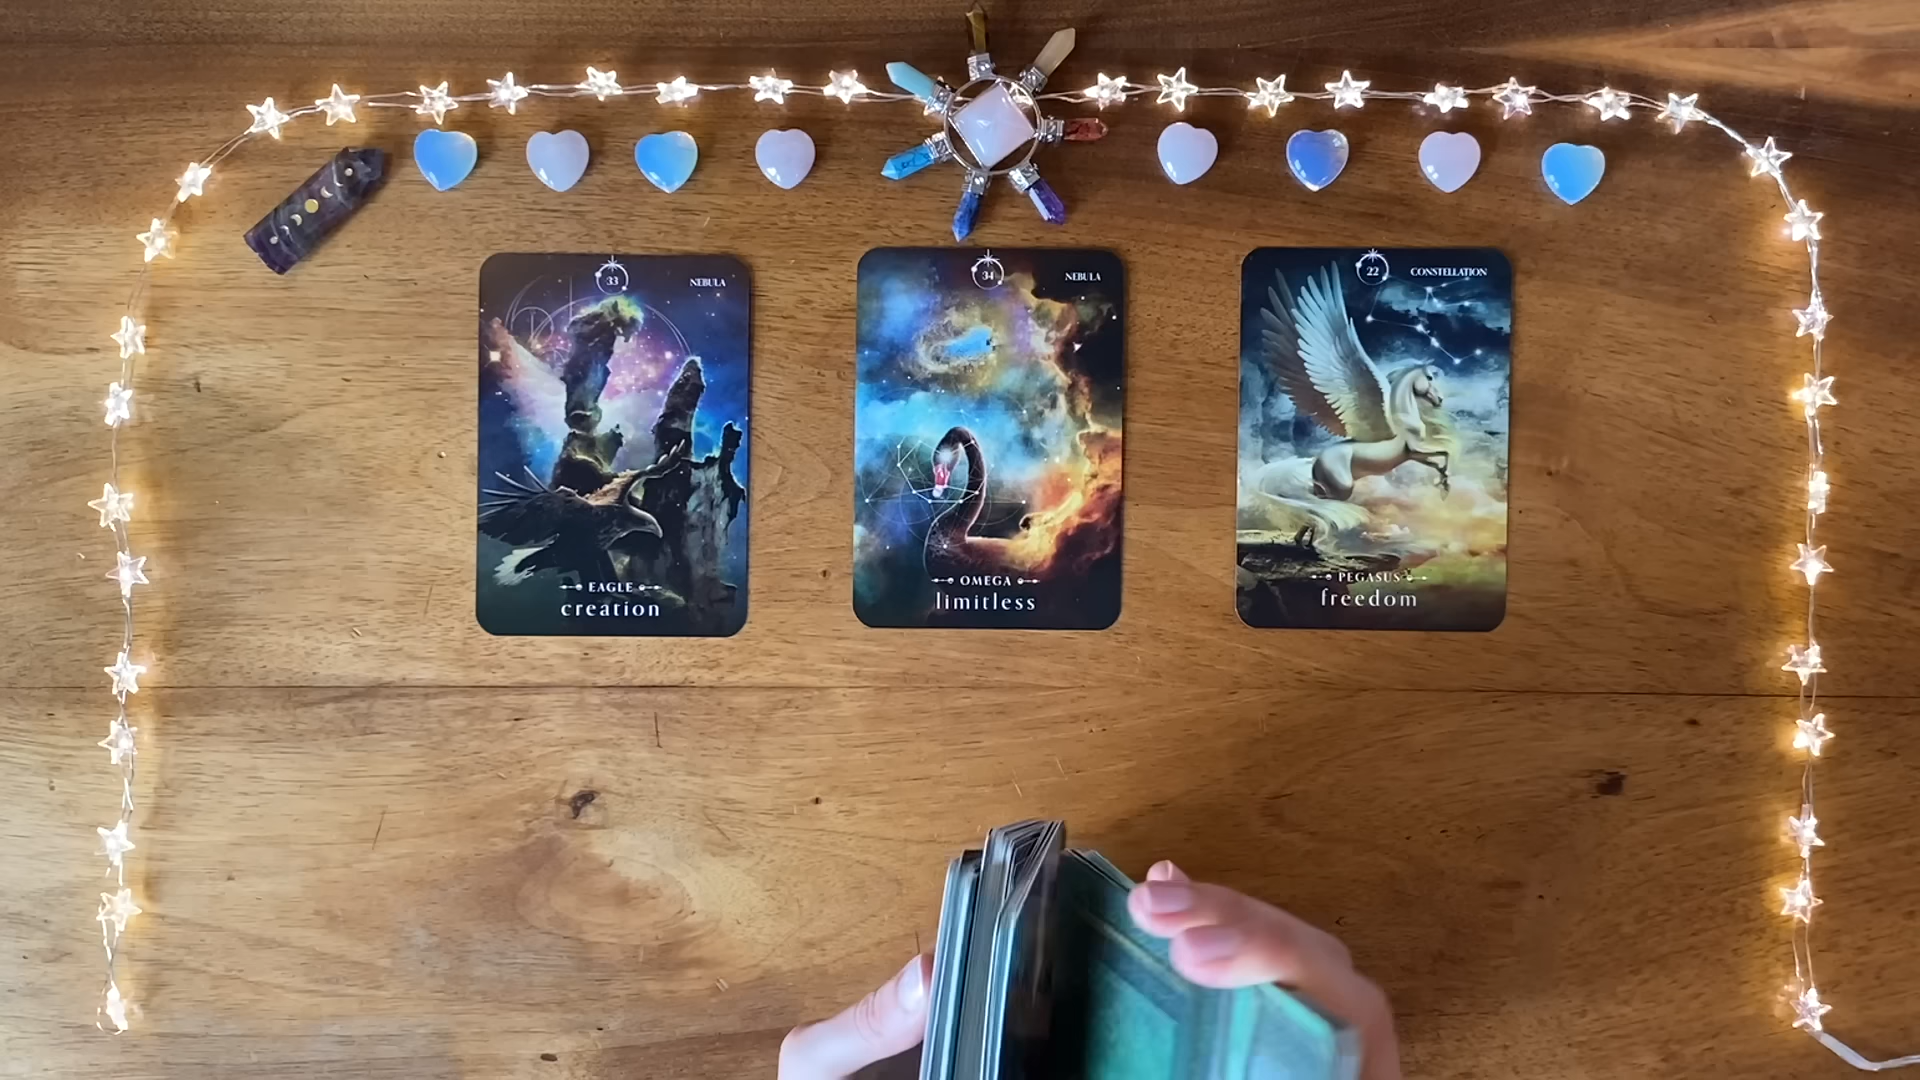 33
NEBULA
EAGLE
creation
34
NEBULA
OMEGA
limitless
22
CONSTELLATION
PEGASUS
freedom